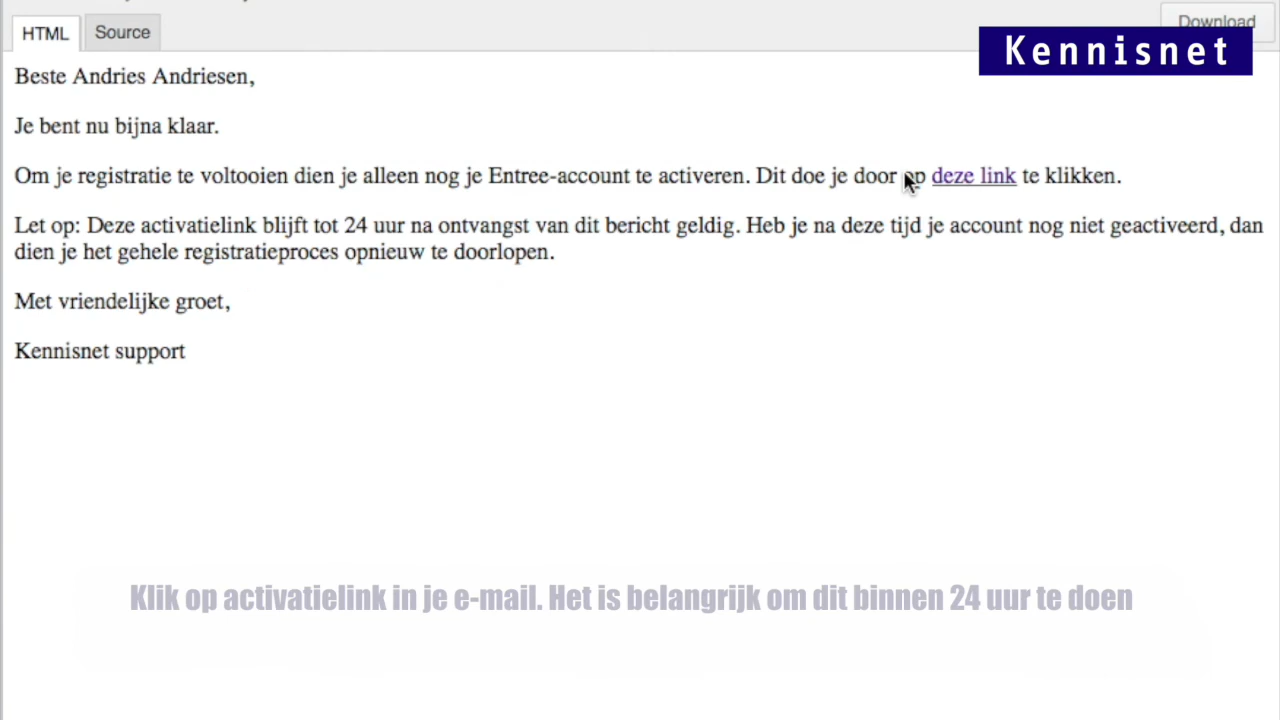 HTML
Source
Download
Kennisnet
Beste Andries Andriesen,
Je bent nu bijna klaar.
Om je registratie te voltooien dien je alleen nog je Entree-account te activeren. Dit doe je door op deze link te klikken.
Let op: Deze activatielink blijft tot 24 uur na ontvangst van dit bericht geldig. Heb je na deze tijd je account nog niet geactiveerd, dan
dien je het gehele registratieproces opnieuw te doorlopen.
Met vriendelijke groet,
Kennisnet support
Klik op activatielink in je e-mail. Het is belangrijk om dit binnen 24 uur te doen